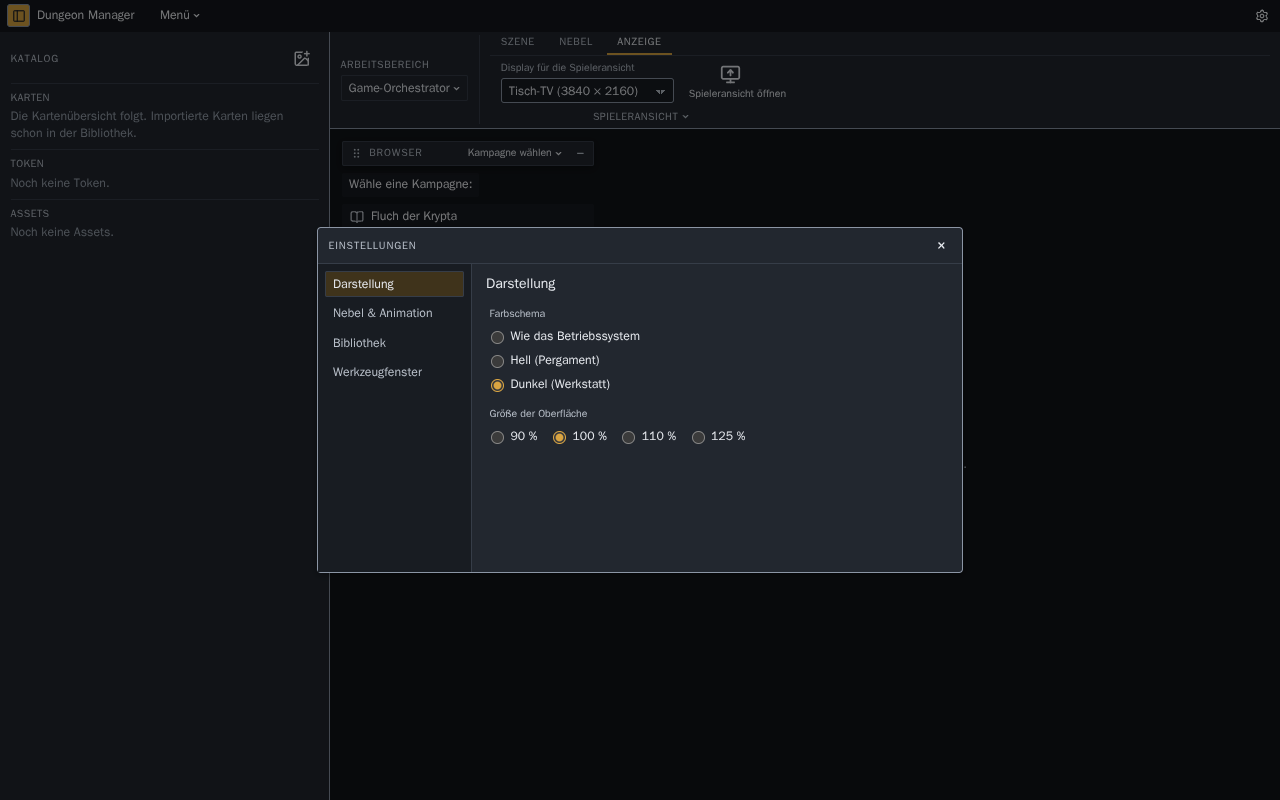 Dungeon Manager
Menü
KATALOG
KARTEN
Die Kartenübersicht folgt. Importierte Karten liegen
schon in der Bibliothek.
TOKEN
Noch keine Token.
ASSETS
Noch keine Assets.
ARBEITSBEREICH
Game-Orchestrator
SZENE
NEBEL
ANZEIGE
Display für die Spieleransicht
Tisch-TV (3840 × 2160)
Spieleransicht öffnen
SPIELERANSICHT
BROWSER
Kampagne wählen
Wähle eine Kampagne:
Fluch der Krypta
EINSTELLUNGEN
Darstellung
Nebel & Animation
Bibliothek
Werkzeugfenster
Darstellung
Farbschema
Wie das Betriebssystem
Hell (Pergament)
Dunkel (Werkstatt)
Größe der Oberfläche
90 %
100 %
110 %
125 %